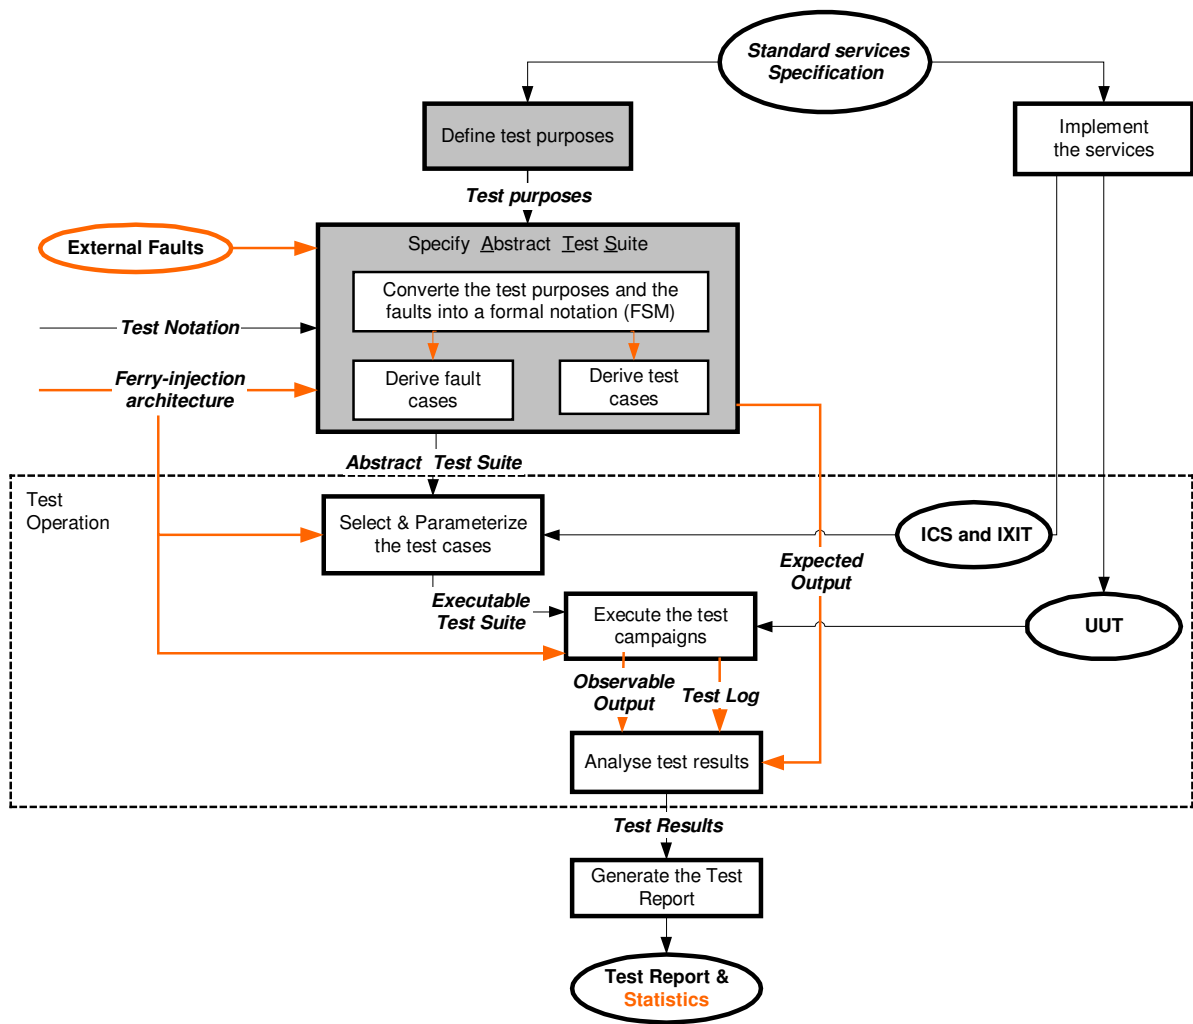 Standard services
Specification
Define test purposes
Implement
the services
Test purposes
External Faults
Specify Abstract Test Suite
Converte the test purposes and the
faults into a formal notation (FSM)
Test Notation
Ferry-injection
architecture
Derive fault
cases
Derive test
cases
Abstract Test Suite
Test
Operation
Select & Parameterize
the test cases
ICS and IXIT
Expected
Output
Executable
Test Suite
Execute the test
campaigns
UUT
Observable
Output
Test Log
Analyse test results
Test Results
Generate the Test
Report
Test Report &
Statistics